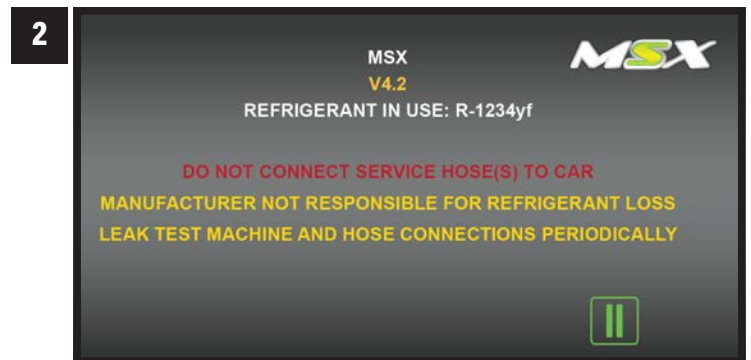 2
MSX
MSX
V4.2
REFRIGERANT IN USE: R-1234yf
DO NOT CONNECT SERVICE HOSE(S) TO CAR
MANUFACTURER NOT RESPONSIBLE FOR REFRIGERANT LOSS
LEAK TEST MACHINE AND HOSE CONNECTIONS PERIODICALLY